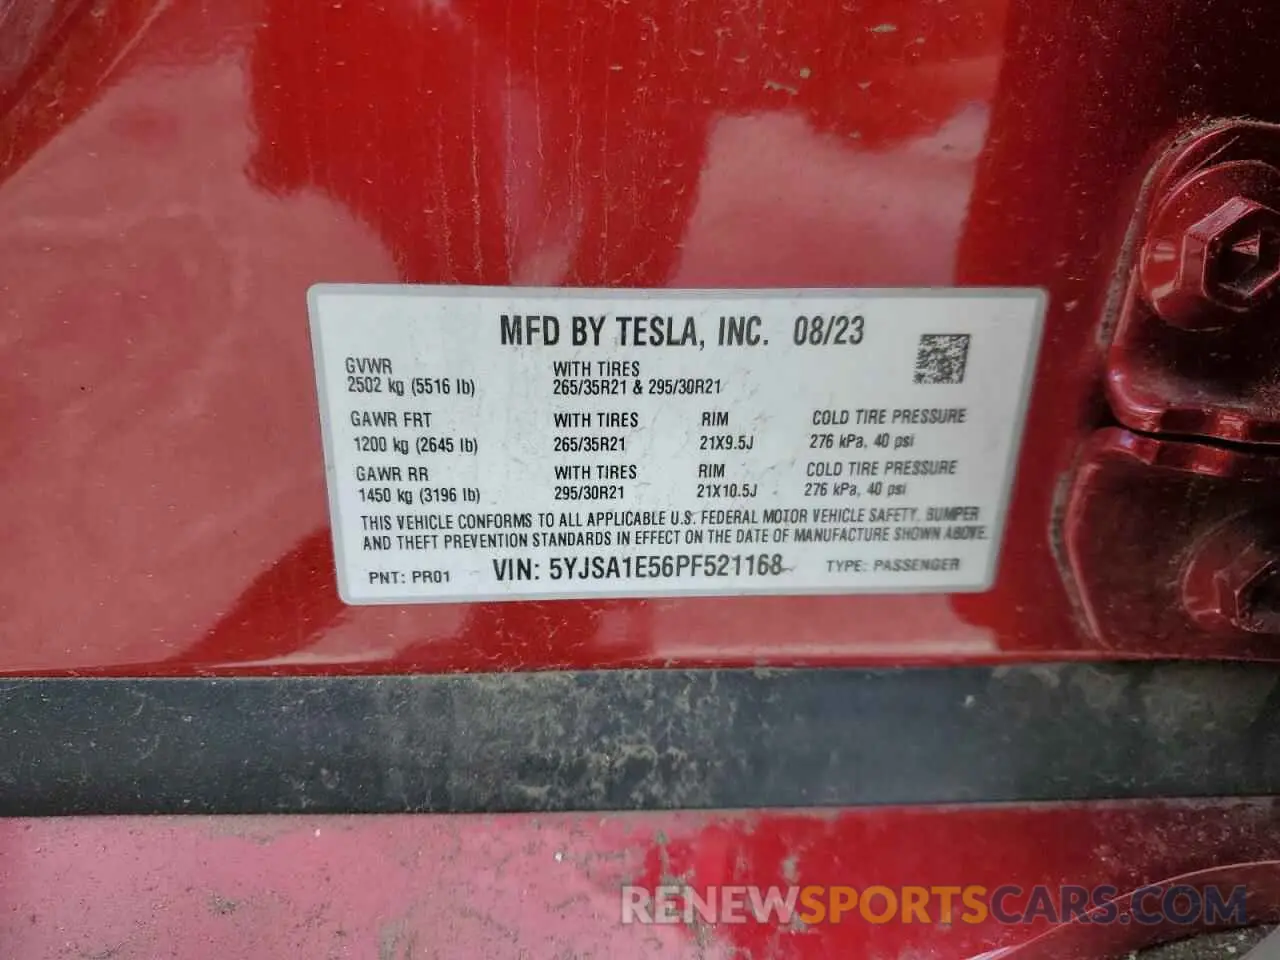 MFD BY TESLA, INC. 08/23
GVWR WITH TIRES
2502 kg (5516 lb) 265/35R21 & 295/30R21
GAWR FRT WITH TIRES RIM COLD TIRE PRESSURE
1200 kg (2645 lb) 265/35R21 21X9.5J 276 kPa, 40 psi
GAWR RR WITH TIRES RIM COLD TIRE PRESSURE
1450 kg (3196 lb) 295/30R21 21X10.5J 276 kPa, 40 psi
THIS VEHICLE CONFORMS TO ALL APPLICABLE U.S. FEDERAL MOTOR VEHICLE SAFETY, BUMPER
AND THEFT PREVENTION STANDARDS IN EFFECT ON THE DATE OF MANUFACTURE SHOWN ABOVE.
PNT: PR01 VIN: 5YJSA1E56PF521168 TYPE: PASSENGER
RENEWSPORTSCARS.COM